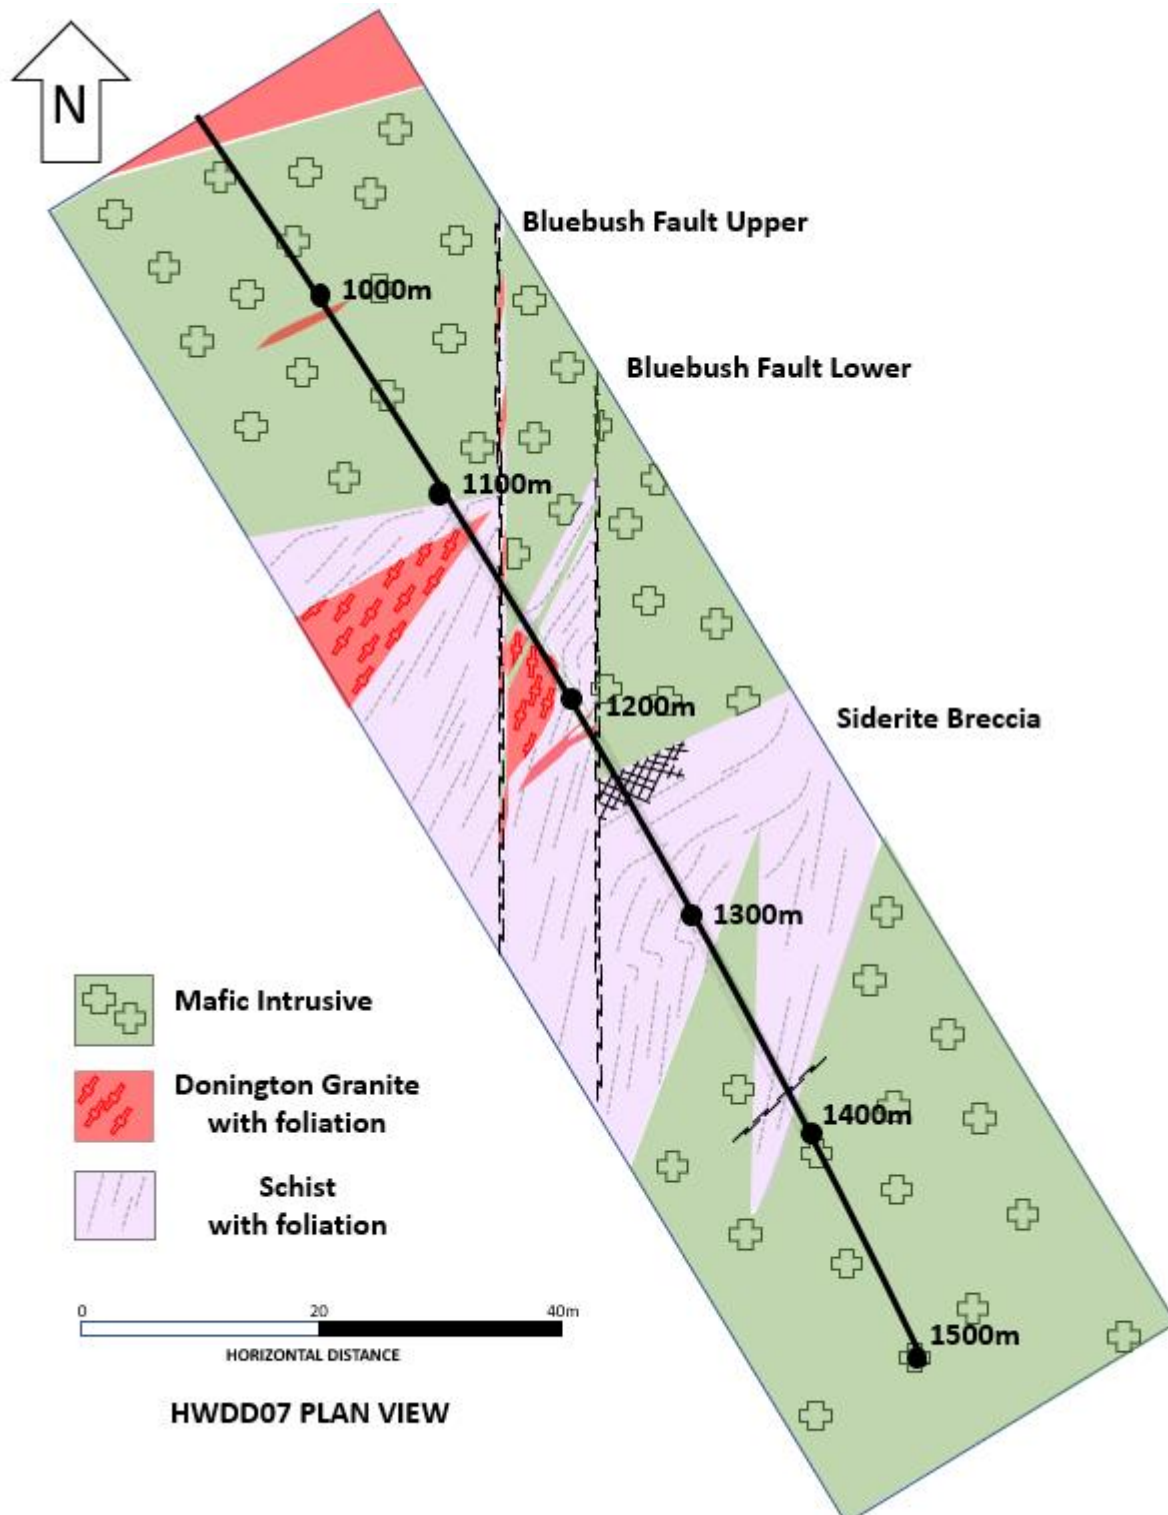 N
Bluebush Fault Upper
1000m
Bluebush Fault Lower
1100m
1200m
Siderite Breccia
1300m
Mafic Intrusive
Donington Granite
with foliation
1400m
Schist
with foliation
0 20 40m
HORIZONTAL DISTANCE
1500m
HWDD07 PLAN VIEW